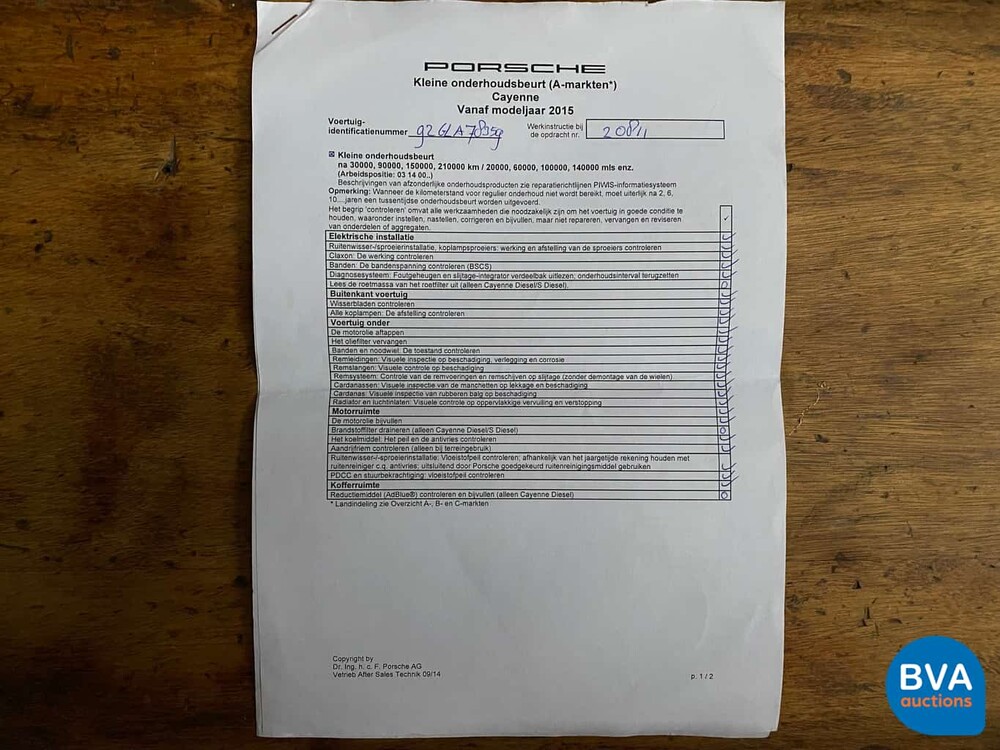 PORSCHE
Kleine onderhoudsbeurt (A-markten*)
Cayenne
Vanaf modeljaar 2015
Voertuig-
identificatienummer
Werkinstructie bij
de opdracht nr. 20811
Kleine onderhoudsbeurt
na 30000, 90000, 150000, 210000 km / 20000, 60000, 100000, 140000 mls enz.
(Arbeidspositie: 03 14 00..)
Beschrijvingen van afzonderlijke onderhoudsproducten zie reparatierichtlijnen PIWIS-informatiesysteem
Opmerking: Wanneer de kilometerstand voor regulier onderhoud niet wordt bereikt, moet uiterlijk na 2, 6,
10....jaren een tussentijdse onderhoudsbeurt worden uitgevoerd.
Het begrip 'controleren' omvat alle werkzaamheden die noodzakelijk zijn om het voertuig in goede conditie te
houden, waaronder instellen, nastellen, corrigeren en bijvullen, maar niet repareren, vervangen en reviseren
van onderdelen of aggregaten.
Elektrische installatie
Ruitenwisser-/sproeierinstallatie, koplampsproeiers: werking en afstelling van de sproeiers controleren
Claxon: De werking controleren
Banden: De bandenspanning controleren (BSCS)
Diagnosesysteem: Foutgeheugen en slijtage-integrator verdeelbak uitlezen; onderhoudsinterval terugzetten
Lees de roetmassa van het roetfilter uit (alleen Cayenne Diesel/S Diesel).
Buitenkant voertuig
Wisserbladen controleren
Alle koplampen: De afstelling controleren
Voertuig onder
De motorolie aftappen
Het oliefilter vervangen
Banden en noodwiel: De toestand controleren
Remleidingen: Visuele inspectie op beschadiging, verlegging en corrosie
Remslangen: Visuele controle op beschadiging
Remsysteem: Controle van de remvoeringen en remschijven op slijtage (zonder demontage van de wielen)
Cardanassen: Visuele inspectie van de manchetten op lekkage en beschadiging
Cardanas: Visuele inspectie van rubberen balg op beschadiging
Radiator en luchtinlaten: Visuele controle op oppervlakkige vervuiling en verstopping
Motorruimte
De motorolie bijvullen
Brandstoffilter draineren (alleen Cayenne Diesel/S Diesel)
Het koelmiddel: Het peil en de antivries controleren
Aandrijfriem controleren (alleen bij terreingebruik)
Ruitenwisser-/-sproeierinstallatie: Vloeistofpeil controleren; afhankelijk van het jaargetijde rekening houden met
ruitenreiniger c.q. antivries; uitsluitend door Porsche goedgekeurd ruitenreinigingsmiddel gebruiken
PDCC en stuurbekrachtiging: vloeistofpeil controleren
Kofferruimte
Reductiemiddel (AdBlue®) controleren en bijvullen (alleen Cayenne Diesel)
* Landindeling zie Overzicht A-, B- en C-markten
Copyright by
Dr. Ing. h. c. F. Porsche AG
Vertrieb After Sales Technik 09/14
p. 1 / 2
BVA
auctions